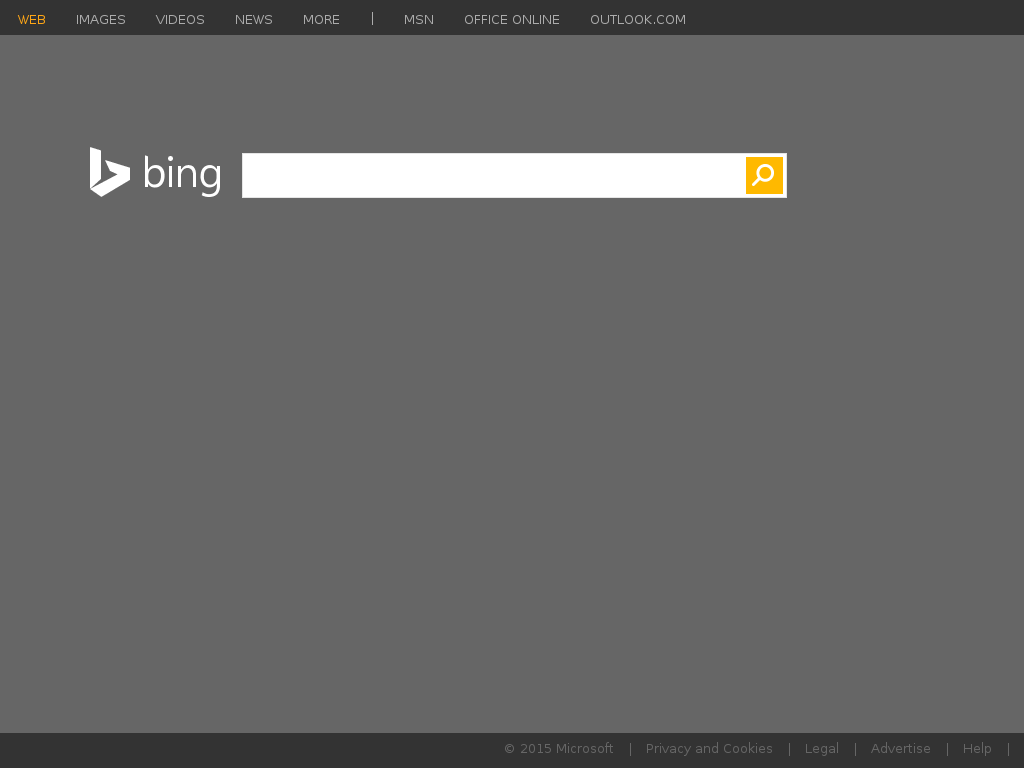 WEB IMAGES VIDEOS NEWS MORE | MSN OFFICE ONLINE OUTLOOK.COM
bing
© 2015 Microsoft | Privacy and Cookies | Legal | Advertise | Help |